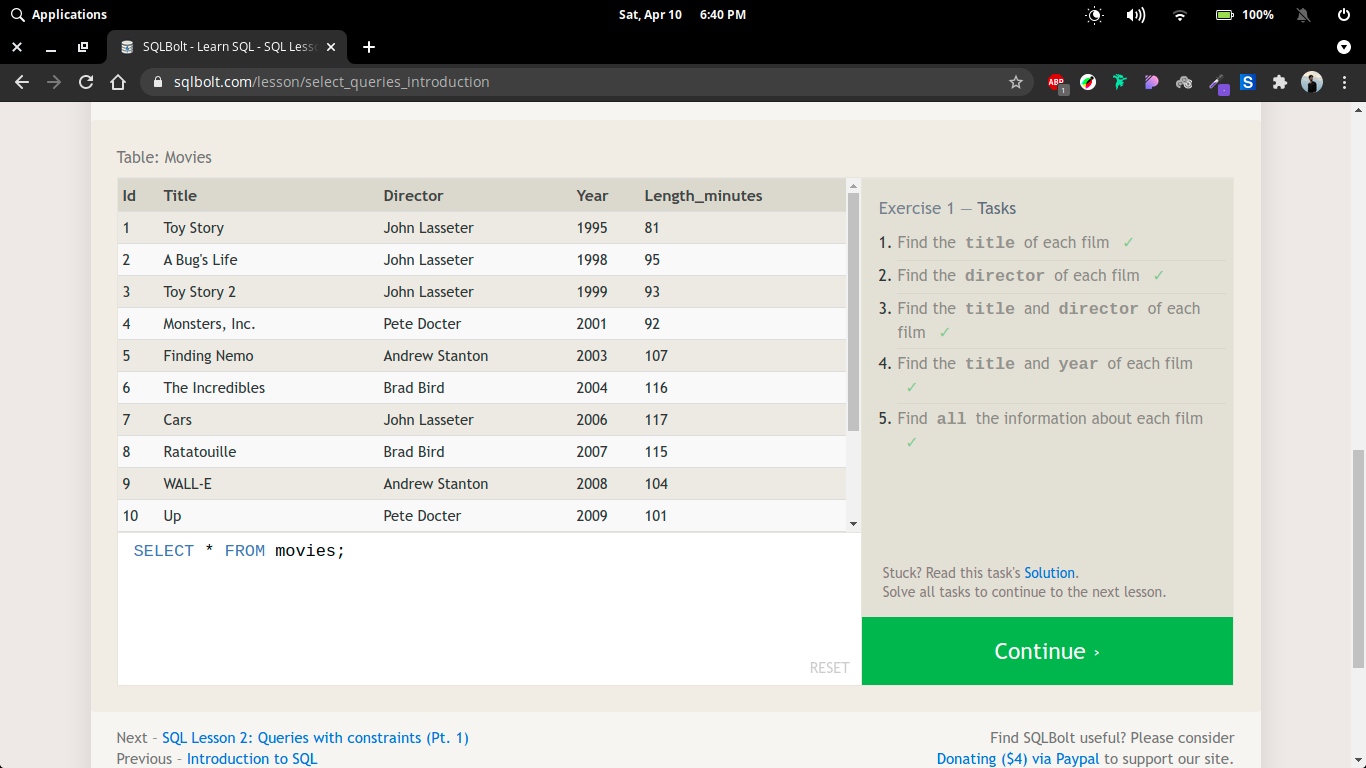 Applications
Sat, Apr 10 6:40 PM
100%
SQLBolt - Learn SQL - SQL Less
sqlbolt.com/lesson/select_queries_introduction
ABP
1
S
Table: Movies
Id Title Director Year Length_minutes
1 Toy Story John Lasseter 1995 81
2 A Bug's Life John Lasseter 1998 95
3 Toy Story 2 John Lasseter 1999 93
4 Monsters, Inc. Pete Docter 2001 92
5 Finding Nemo Andrew Stanton 2003 107
6 The Incredibles Brad Bird 2004 116
7 Cars John Lasseter 2006 117
8 Ratatouille Brad Bird 2007 115
9 WALL-E Andrew Stanton 2008 104
10 Up Pete Docter 2009 101
SELECT * FROM movies;
RESET
Exercise 1 — Tasks
1. Find the title of each film ✓
2. Find the director of each film ✓
3. Find the title and director of each
film ✓
4. Find the title and year of each film
✓
5. Find all the information about each film
✓
Stuck? Read this task's Solution.
Solve all tasks to continue to the next lesson.
Continue ›
Next - SQL Lesson 2: Queries with constraints (Pt. 1)
Previous - Introduction to SQL
Find SQLBolt useful? Please consider
Donating ($4) via Paypal to support our site.